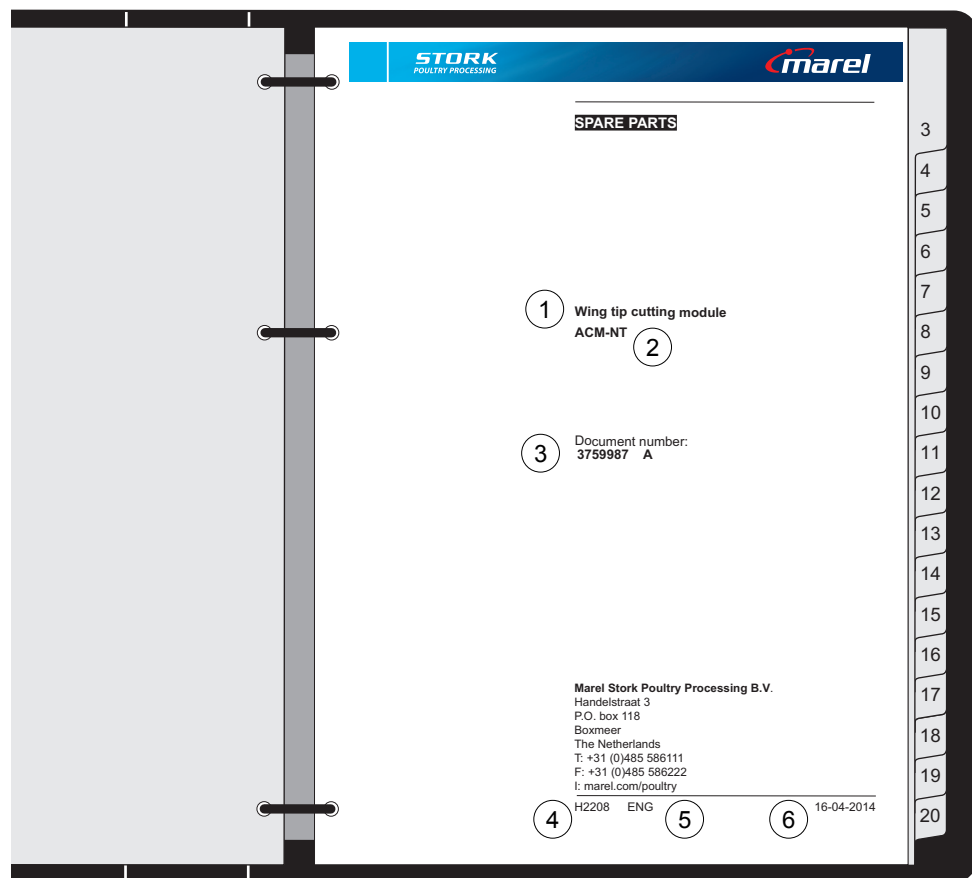 STORK
POULTRY PROCESSING
marel
SPARE PARTS
1
Wing tip cutting module
ACM-NT
2
3
Document number:
3759987 A
Marel Stork Poultry Processing B.V.
Handelstraat 3
P.O. box 118
Boxmeer
The Netherlands
T: +31 (0)485 586111
F: +31 (0)485 586222
I: marel.com/poultry
4
H2208 ENG
5
6
16-04-2014
3
4
5
6
7
8
9
10
11
12
13
14
15
16
17
18
19
20